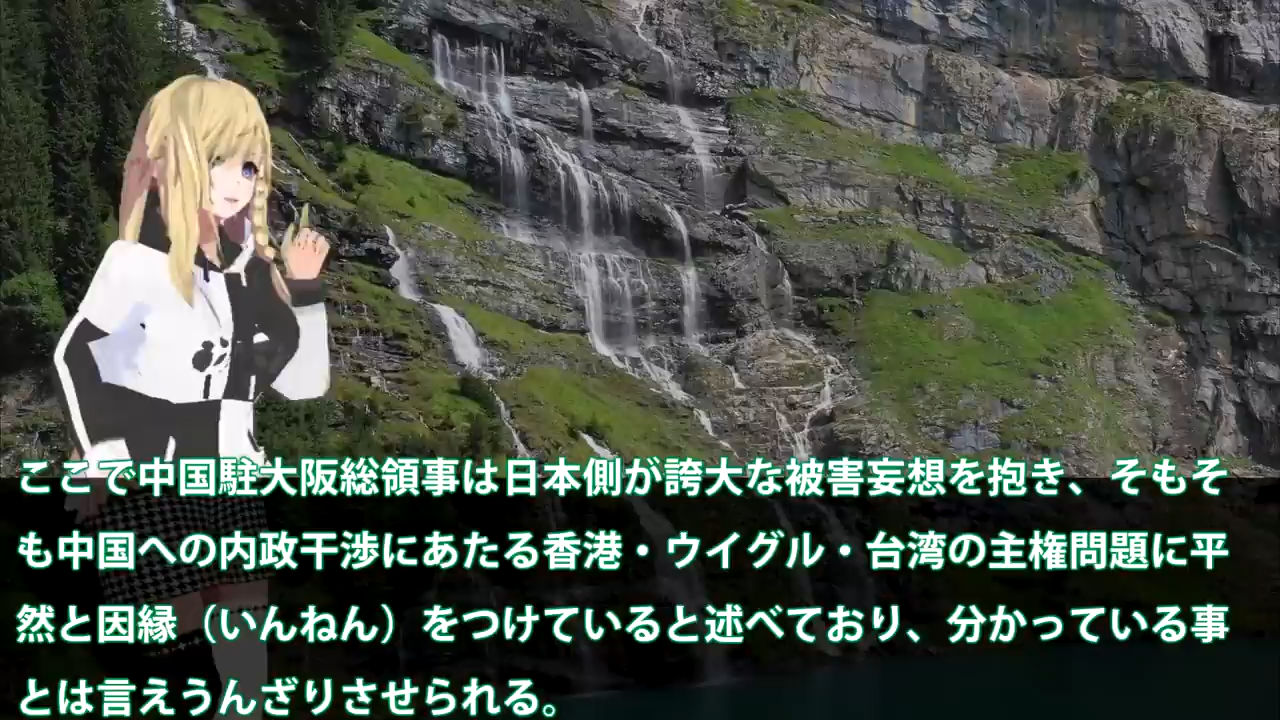 ここで中国駐大阪総領事は日本側が誇大な被害妄想を抱き、そもそ
も中国への内政干渉にあたる香港・ウイグル・台湾の主権問題に平
然と因縁（いんねん）をつけていると述べており、分かっている事
とは言えうんざりさせられる。